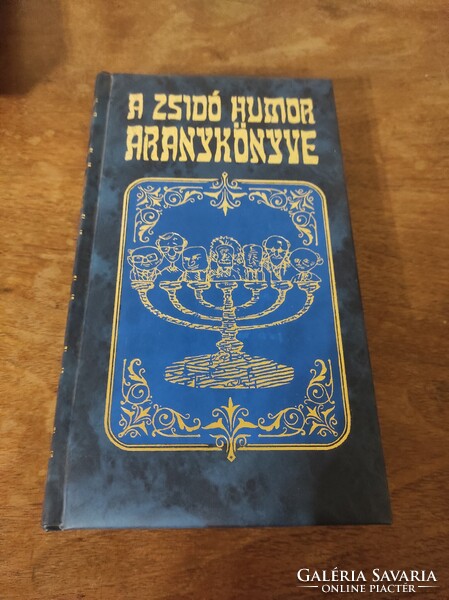 A ZSIDÓ HUMOR
ARANYKÖNYVE
GALÉRIA SAVARIA
ONLINE PIACTÉR